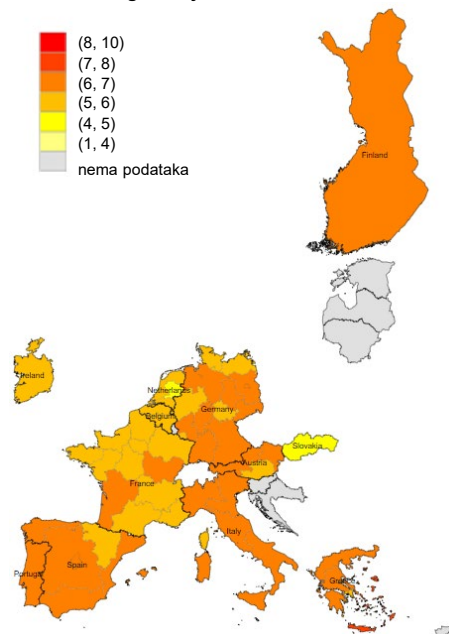 (8, 10)
(7, 8)
(6, 7)
(5, 6)
(4, 5)
(1, 4)
nema podataka
Finland
Ireland
Netherlands
Belgium
Germany
Slovakia
Austria
France
Italy
Portugal
Spain
Greece